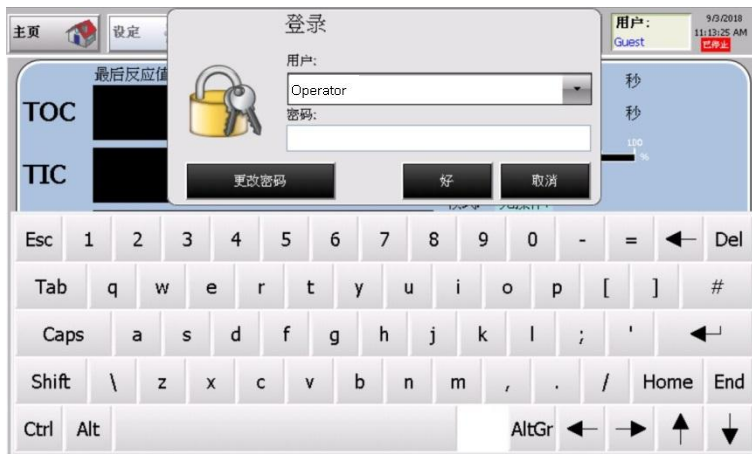 主页
设定
登录
用户:
Guest
9/3/2018
11:13:25 AM
已停止
用户:
Operator
密码:
更改密码 好 取消
最后反应值
TOC
TIC
秒
秒
100
%
Esc 1 2 3 4 5 6 7 8 9 0 - = Del
Tab q w e r t y u i o p [ ] #
Caps a s d f g h j k l ; '
Shift \ z x c v b n m , . / Home End
Ctrl Alt AltGr